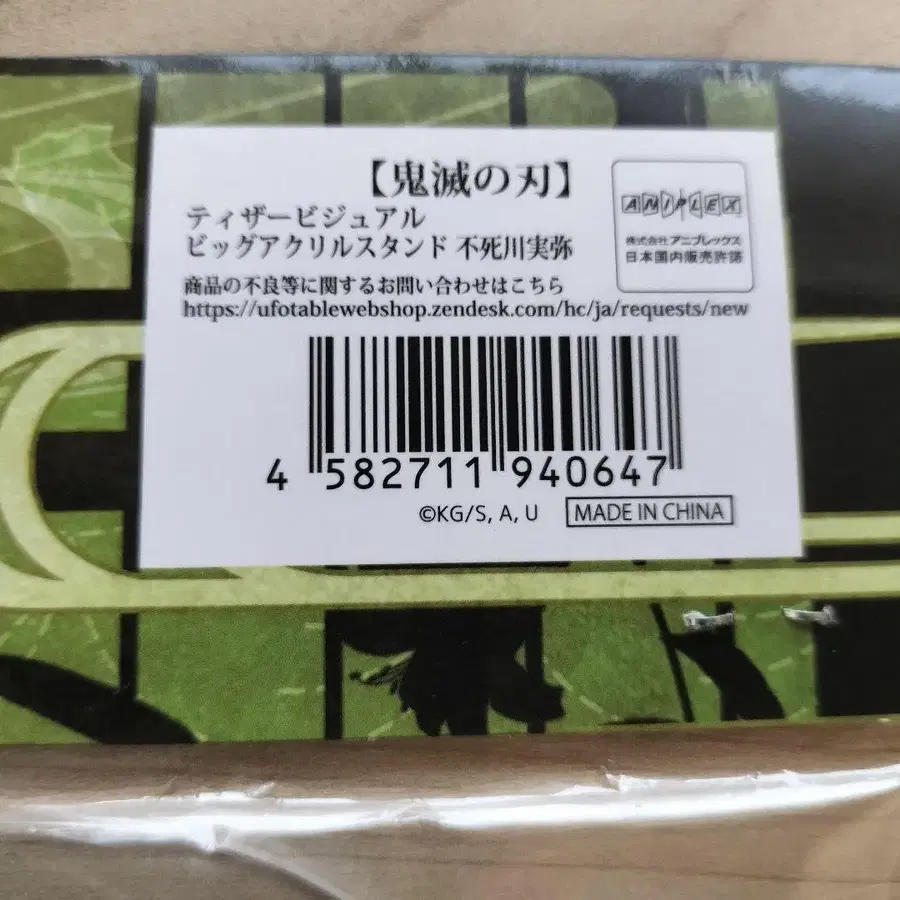 【鬼滅の刃】
ティザービジュアル
ビッグアクリルスタンド 不死川実弥
ANIPLEX
株式会社 アニプレックス
日本国内販売許諾
商品の不良等に関するお問い合わせはこちら
https://ufotablewebshop.zendesk.com/hc/ja/requests/new
4 582711 940647
©KG/S, A, U
MADE IN CHINA